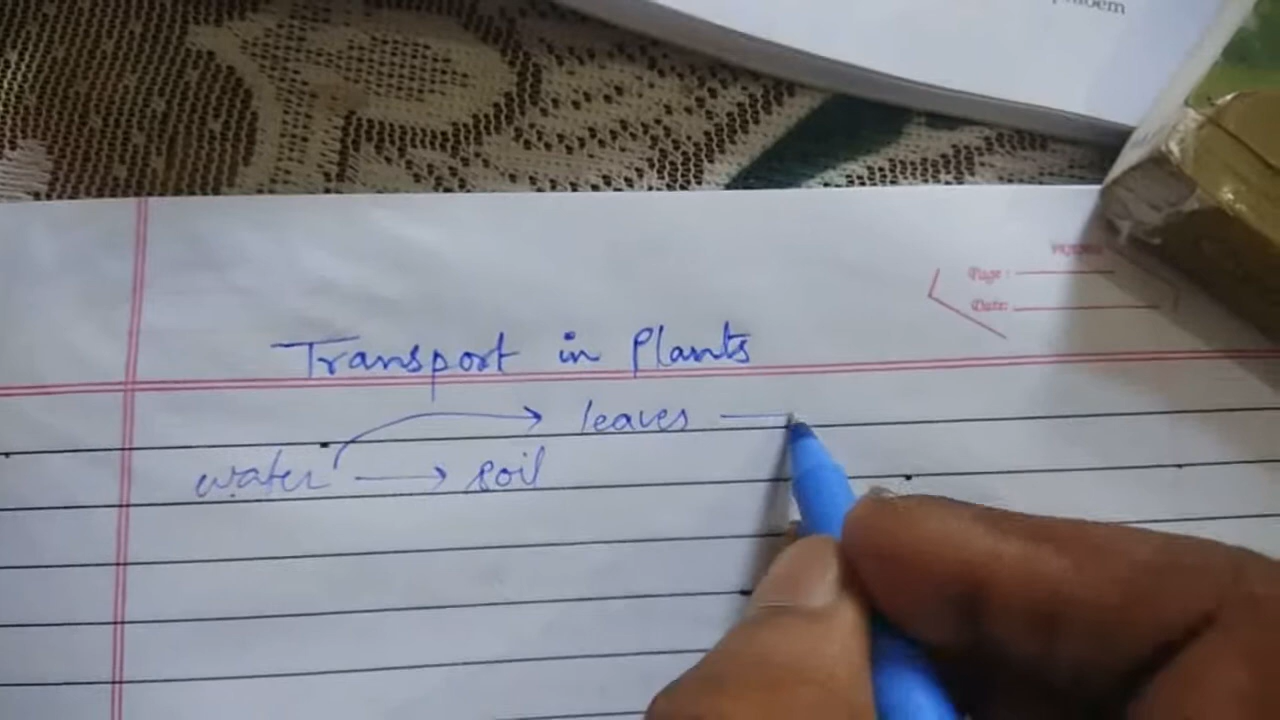 Page :
Date:
Transport in Plants
leaves
water → soil